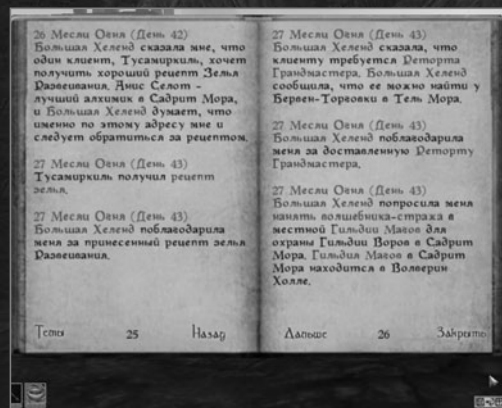 26 Месяц Огня (День 42)
Большая Хеленд сказала мне, что
один клиент, Тусамиркиль, хочет
получить хороший рецепт Зелья
Развеивания. Анис Селот -
лучший алхимик в Садрит Мора,
и Большая Хеленд думает, что
именно по этому адресу мне и
следует обратиться за рецептом.
27 Месяц Огня (День 43)
Тусамиркиль получил рецепт
зелья.
27 Месяц Огня (День 43)
Большая Хеленд поблагодарила
меня за принесенный рецепт зелья
Развеивания.
Темы 25 Назад
27 Месяц Огня (День 43)
Большая Хеленд сказала, что
клиенту требуется Реторта
Грандмастера. Большая Хеленд
сообщила, что ее можно найти у
Бервен-Торговки в Тель Мора.
27 Месяц Огня (День 43)
Большая Хеленд поблагодарила
меня за доставленную Реторту
Грандмастера.
27 Месяц Огня (День 43)
Большая Хеленд попросила меня
нанять волшебника-стража в
местной Гильдии Магов для
охраны Гильдии Воров в Садрит
Мора. Гильдия Магов в Садрит
Мора находится в Волверин
Холле.
Дальше 26 Закрыть